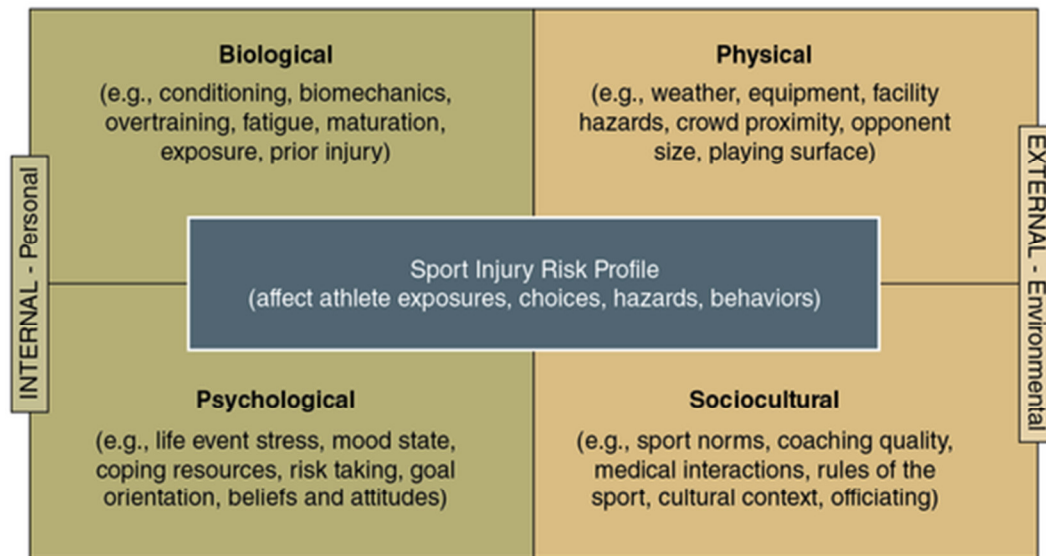 Biological
(e.g., conditioning, biomechanics,
overtraining, fatigue, maturation,
exposure, prior injury)
Physical
(e.g., weather, equipment, facility
hazards, crowd proximity, opponent
size, playing surface)
INTERNAL - Personal
EXTERNAL - Environmental
Sport Injury Risk Profile
(affect athlete exposures, choices, hazards, behaviors)
Psychological
(e.g., life event stress, mood state,
coping resources, risk taking, goal
orientation, beliefs and attitudes)
Sociocultural
(e.g., sport norms, coaching quality,
medical interactions, rules of the
sport, cultural context, officiating)